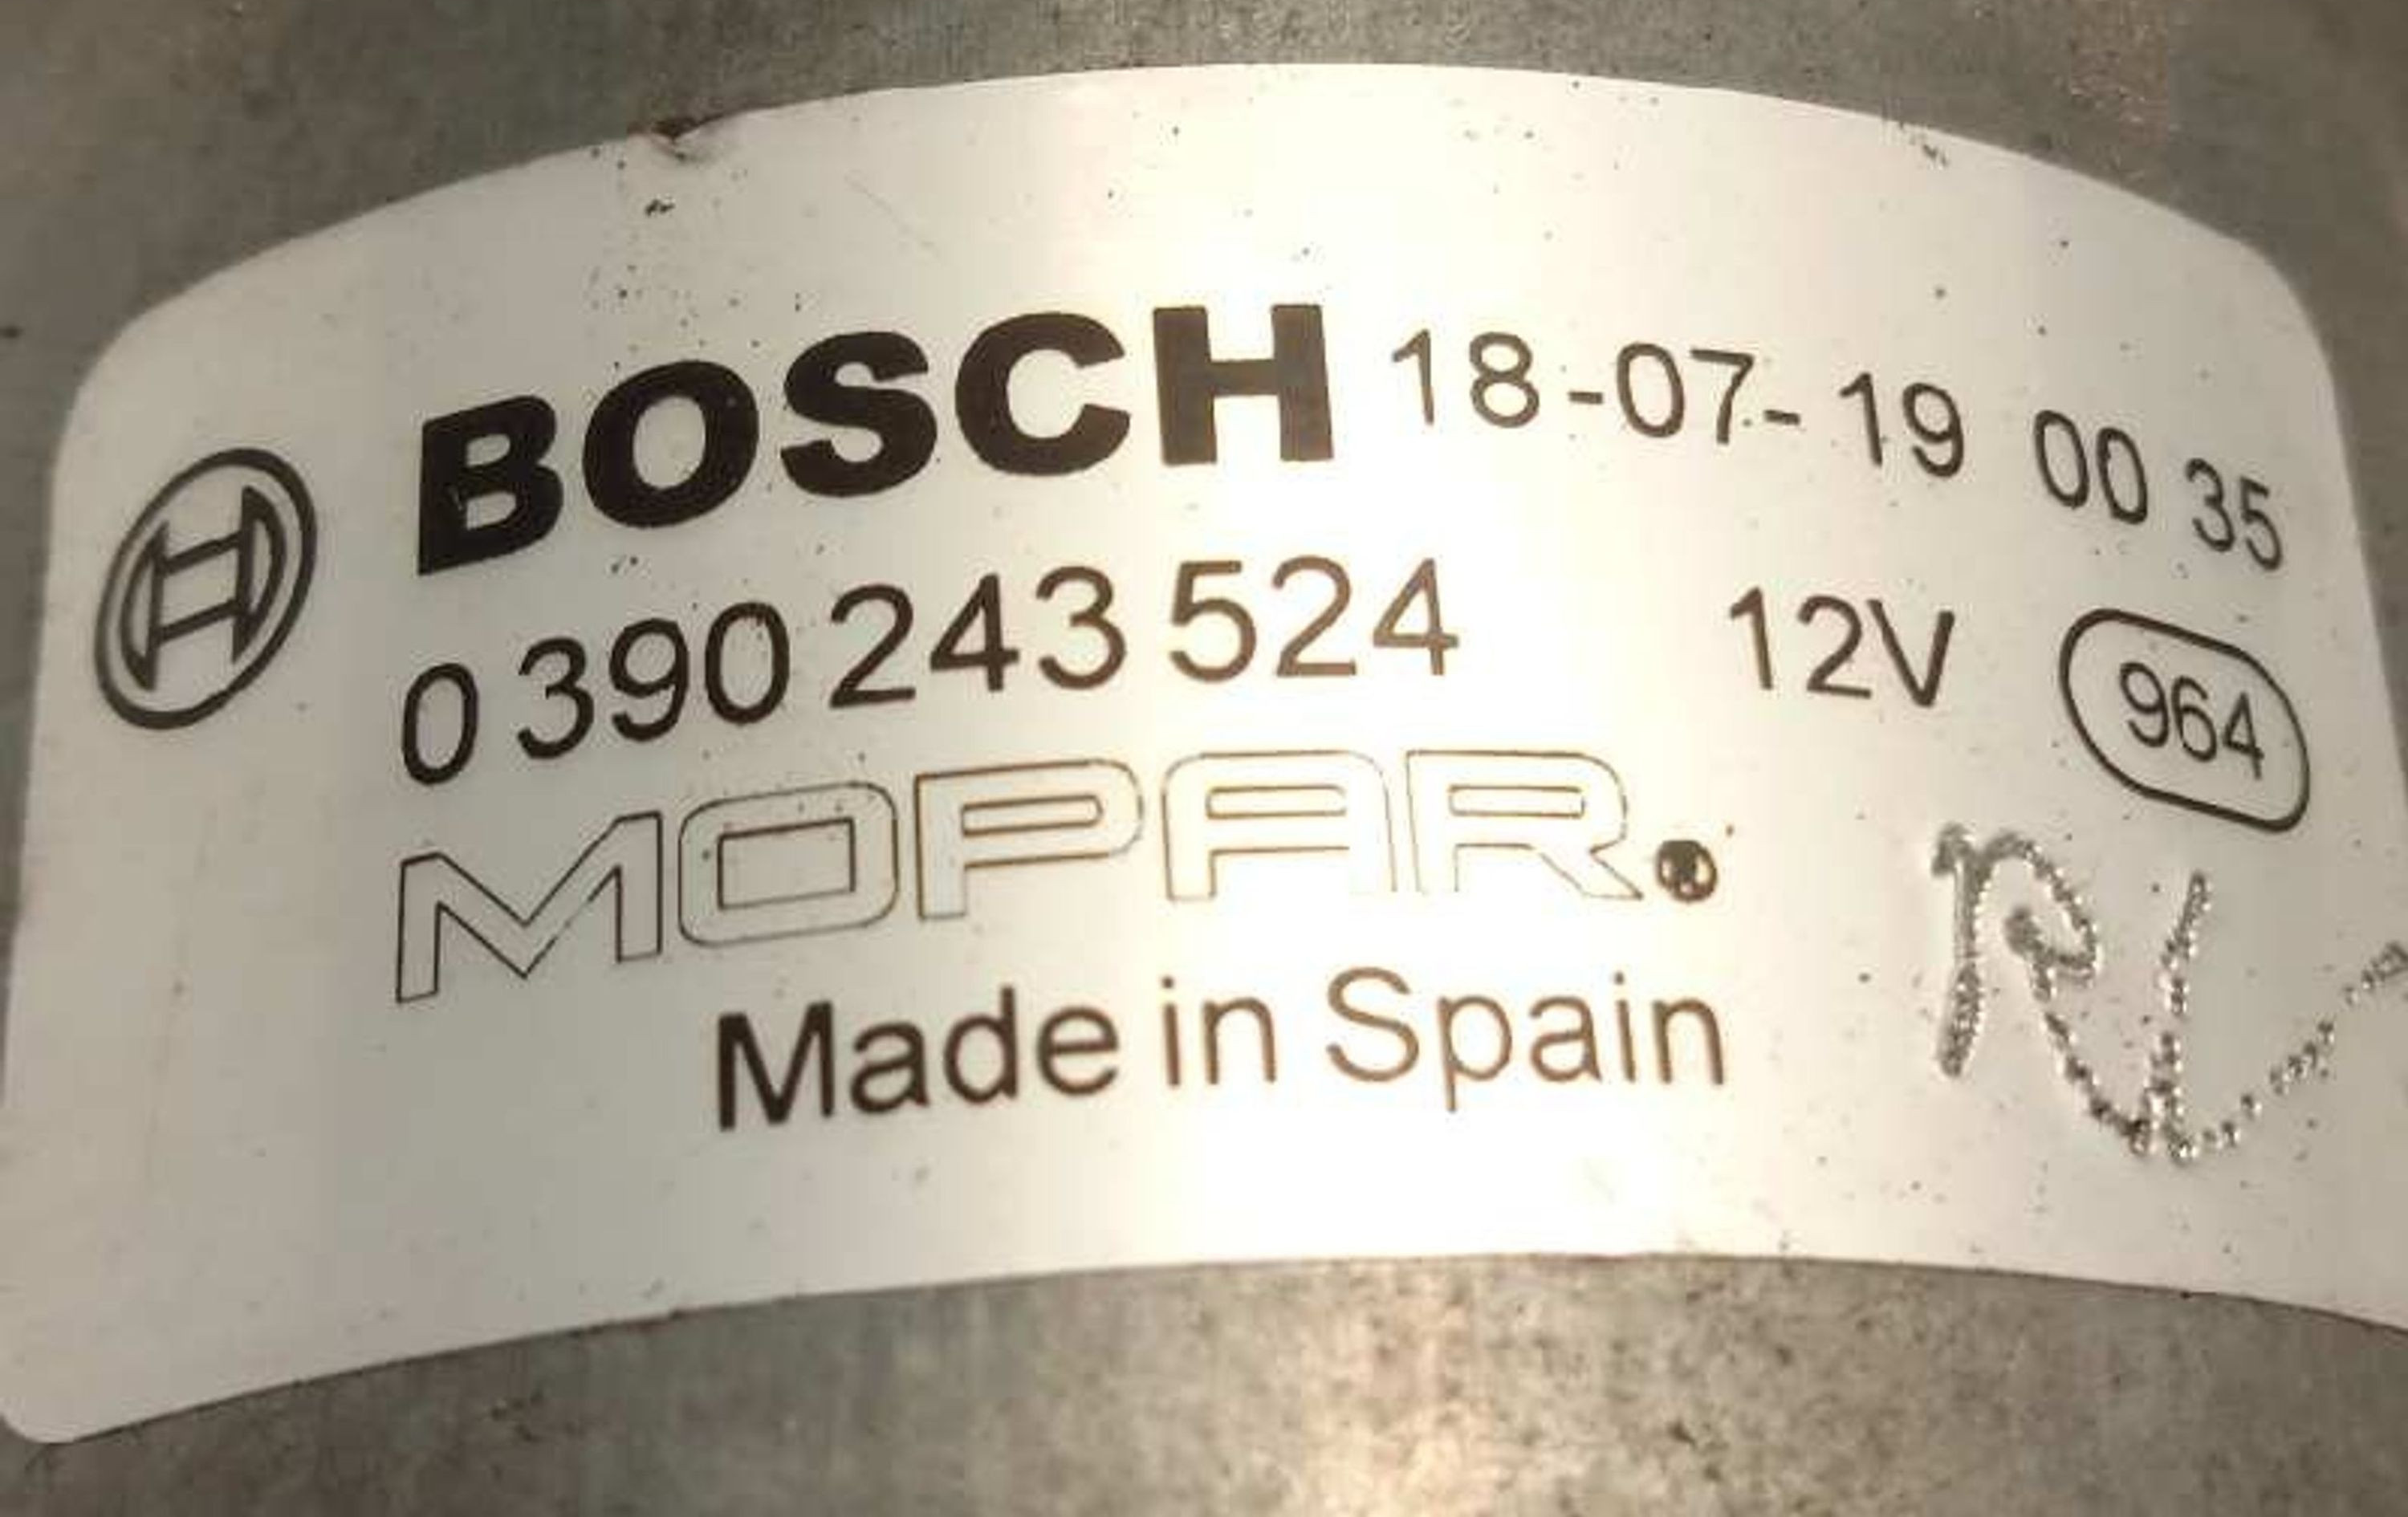 BOSCH 18-07-19 00 35
0 390 243 524 12V 964
MOPAR.
Made in Spain